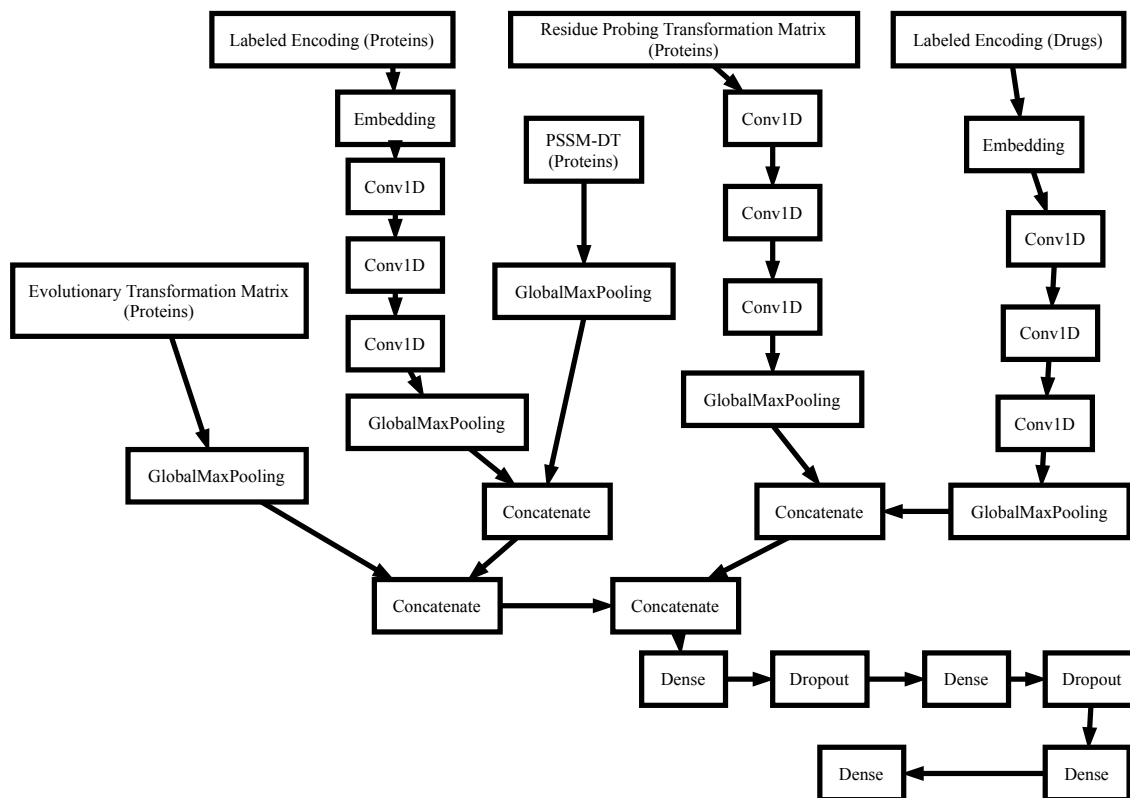 Labeled Encoding (Proteins)
Residue Probing Transformation Matrix
(Proteins)
Labeled Encoding (Drugs)
Embedding
Conv1D
PSSM-DT
(Proteins)
Embedding
Conv1D
Conv1D
Conv1D
Conv1D
Evolutionary Transformation Matrix
(Proteins)
GlobalMaxPooling
Conv1D
Conv1D
Conv1D
GlobalMaxPooling
GlobalMaxPooling
Conv1D
GlobalMaxPooling
Concatenate
Concatenate
GlobalMaxPooling
Concatenate
Concatenate
Dense
Dropout
Dense
Dropout
Dense
Dense